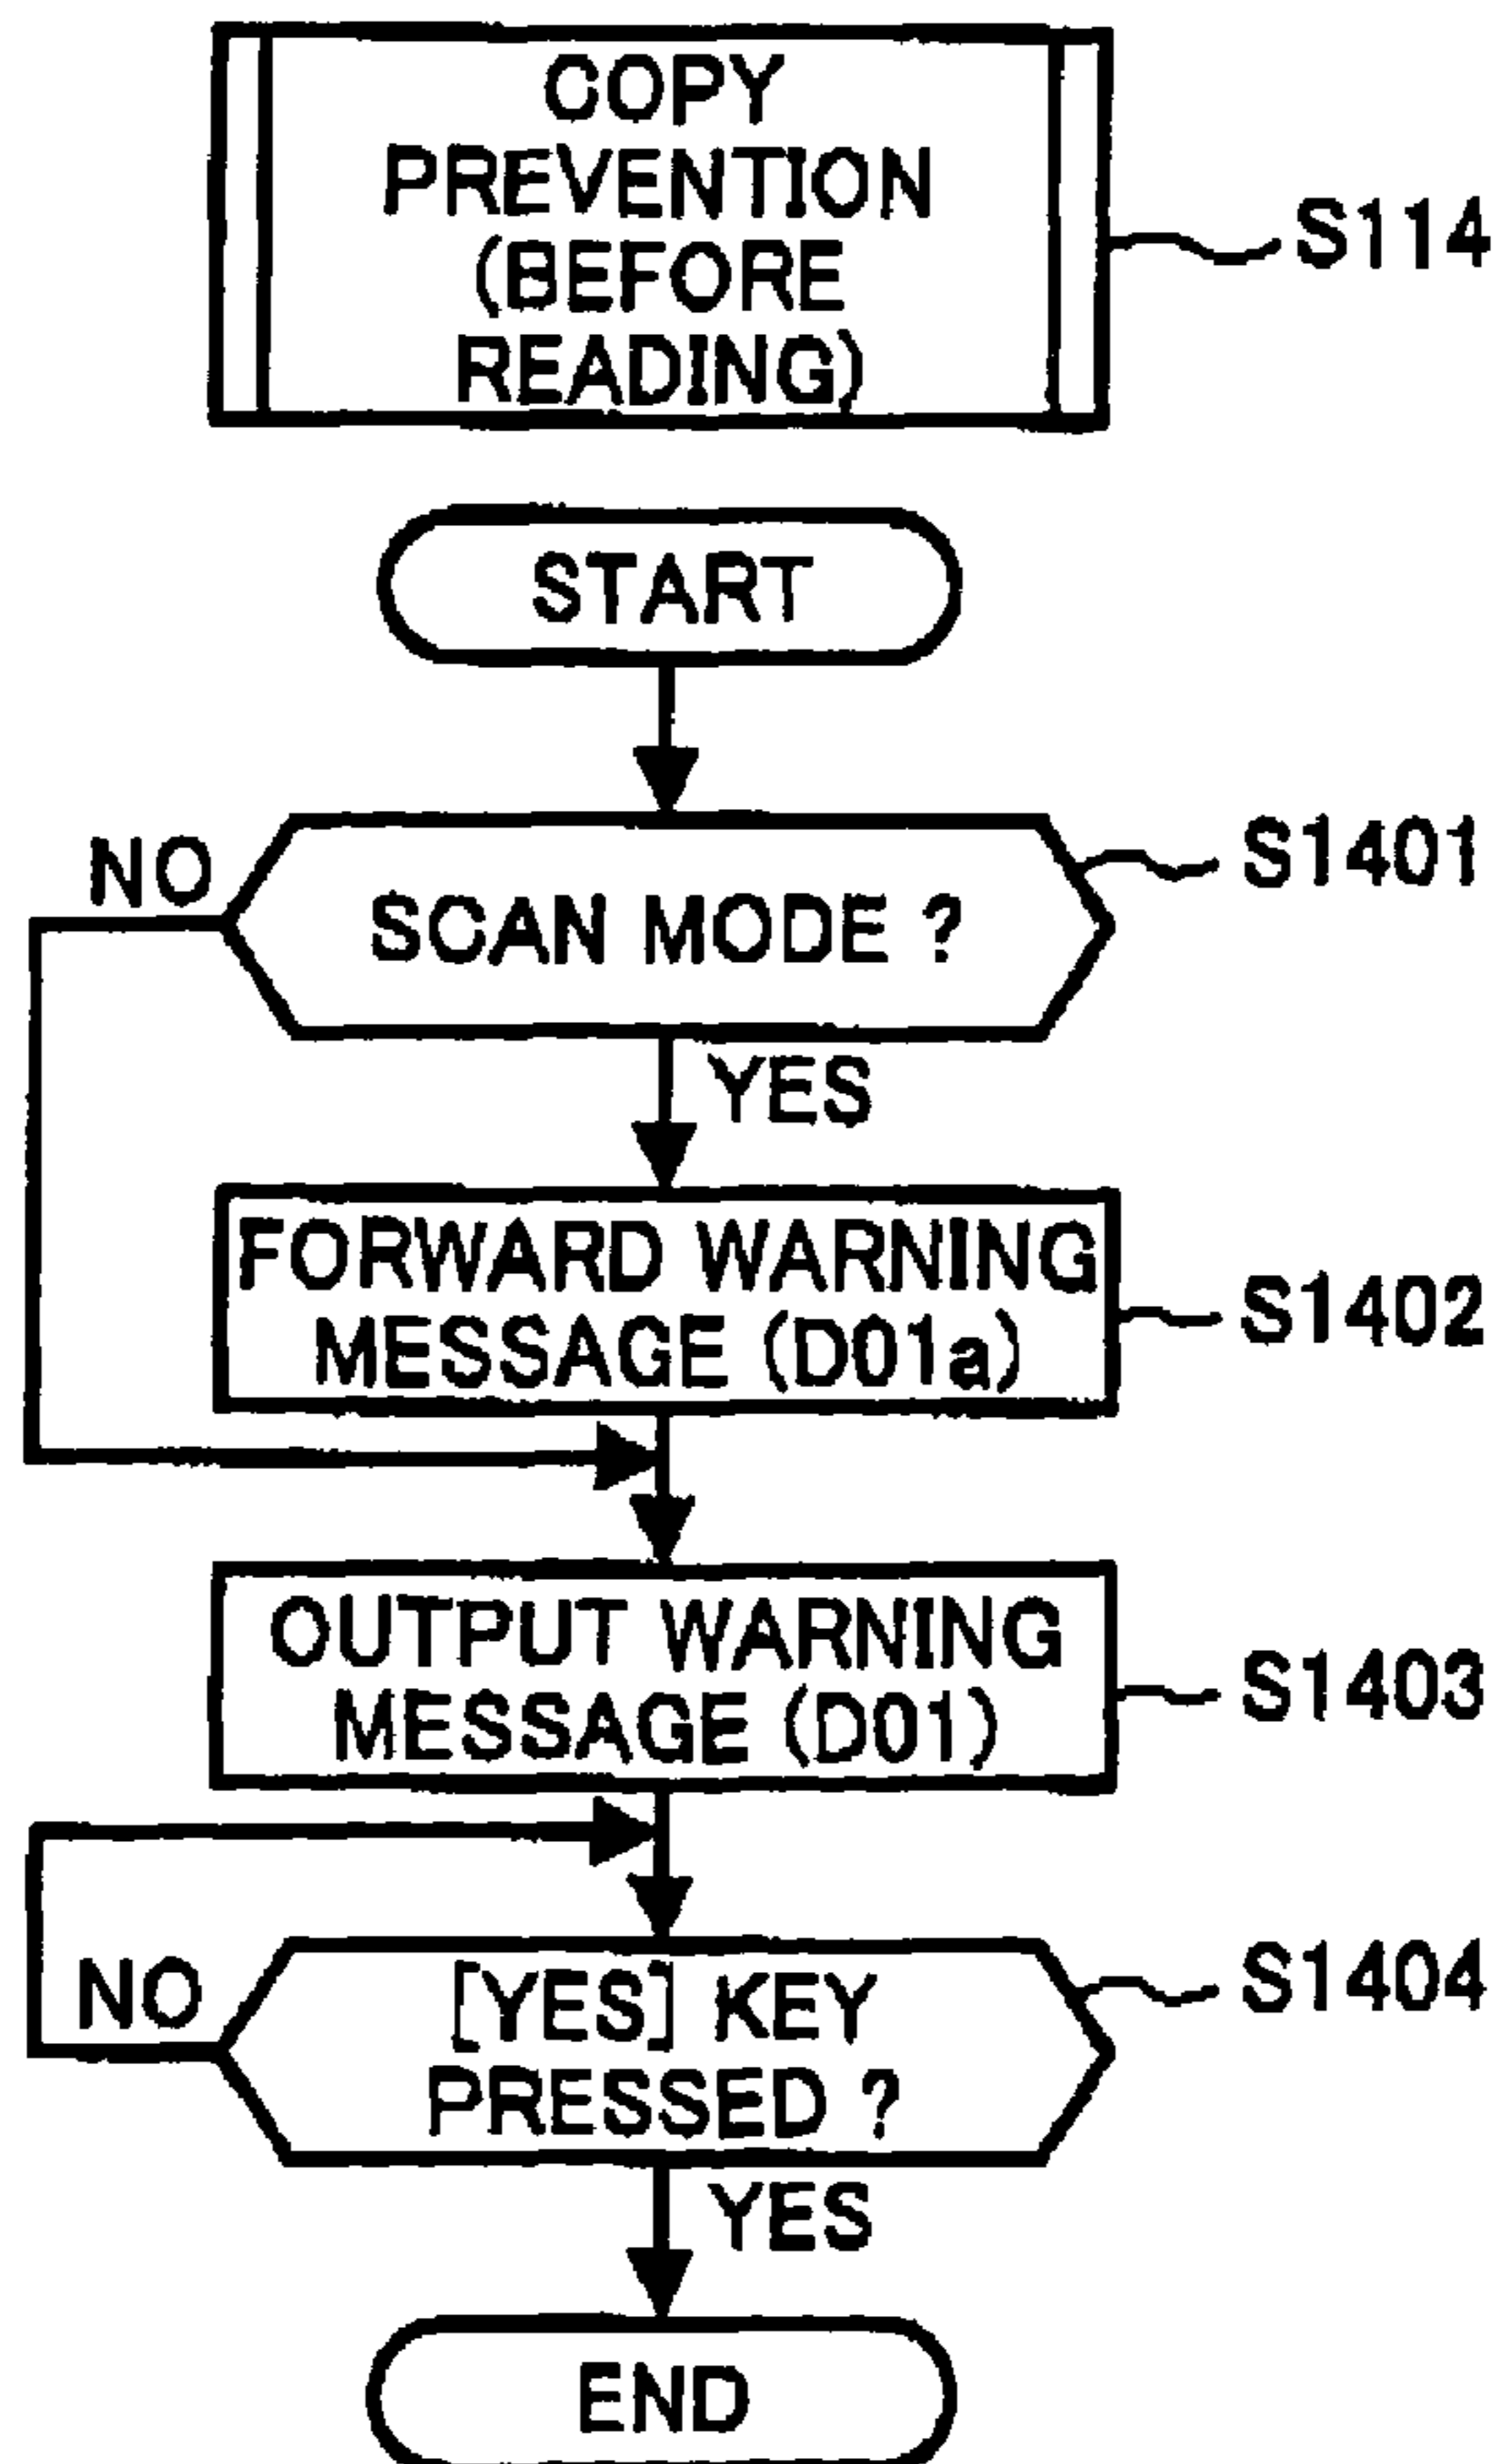 COPY
PREVENTION
(BEFORE
READING)
S114
START
NO
SCAN MODE ?
S1401
YES
FORWARD WARNING
MESSAGE (D01a)
S1402
OUTPUT WARNING
MESSAGE (D01)
S1403
NO
[YES] KEY
PRESSED ?
S1404
YES
END